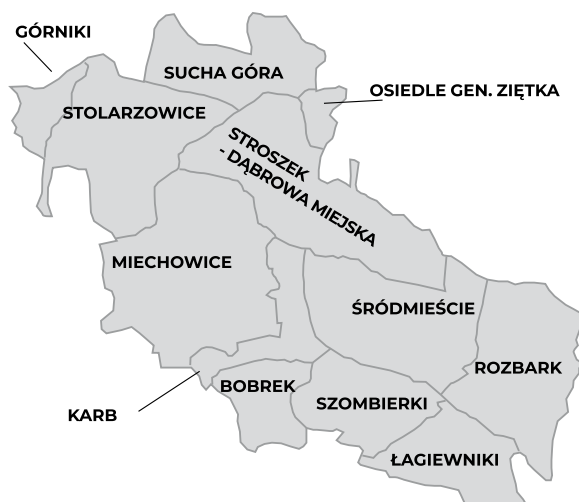 GÓRNIKI
SUCHA GÓRA
OSIEDLE GEN. ZIĘTKA
STOLARZOWICE
STROSZEK
- DĄBROWA MIEJSKA
MIECHOWICE
ŚRÓDMIEŚCIE
ROZBARK
BOBREK
SZOMBIERKI
KARB
ŁAGIEWNIKI